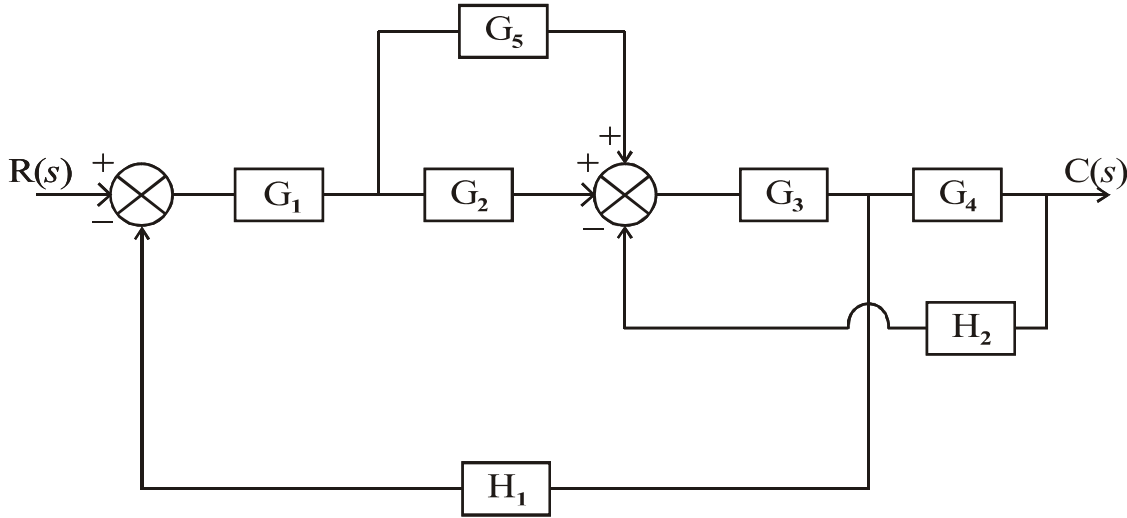 G₅
+
R(s) + + C(s)
G₁ G₂ G₃ G₄
− −
H₂
H₁